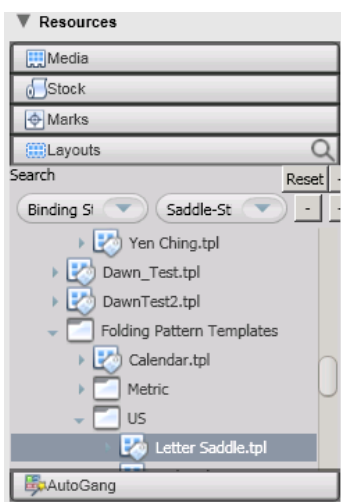 Resources
Media
Stock
Marks
Layouts
Search
Reset -
Binding St Saddle-St - -
Yen Ching.tpl
Dawn_Test.tpl
DawnTest2.tpl
Folding Pattern Templates
Calendar.tpl
Metric
US
Letter Saddle.tpl
AutoGang